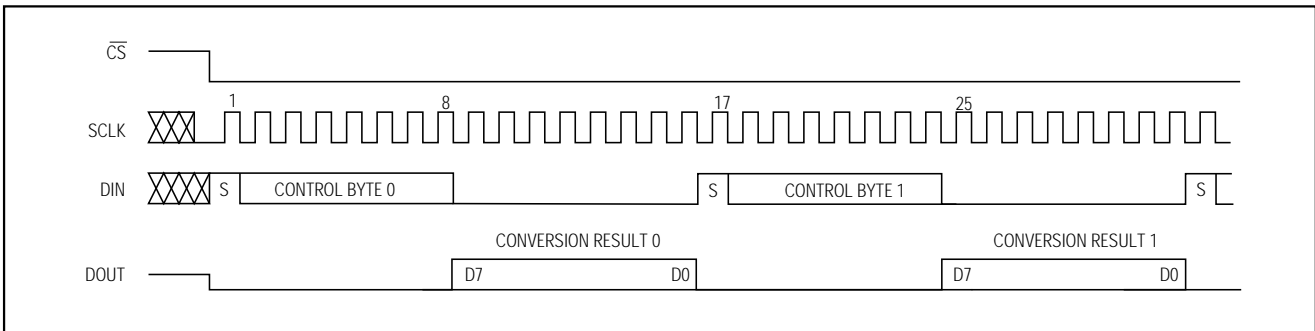 CS
1 8 17 25
SCLK
DIN S CONTROL BYTE 0 S CONTROL BYTE 1 S
CONVERSION RESULT 0 CONVERSION RESULT 1
DOUT D7 D0 D7 D0